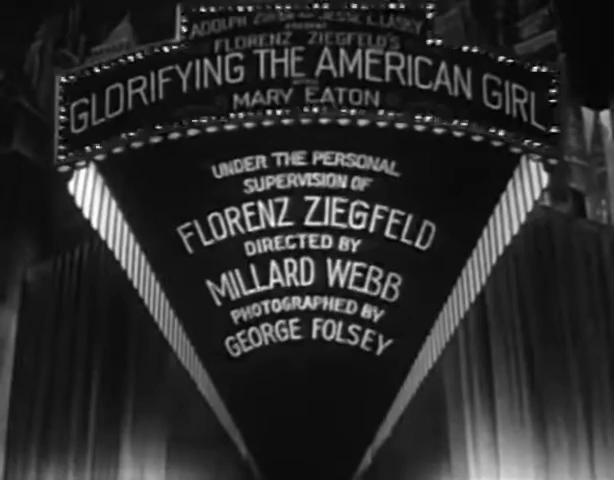 ADOLPH ZUKOR AND JESSE L. LASKY
PRESENT
FLORENZ ZIEGFELD'S
GLORIFYING THE AMERICAN GIRL
MARY EATON
UNDER THE PERSONAL
SUPERVISION OF
FLORENZ ZIEGFELD
DIRECTED BY
MILLARD WEBB
PHOTOGRAPHED BY
GEORGE FOLSEY